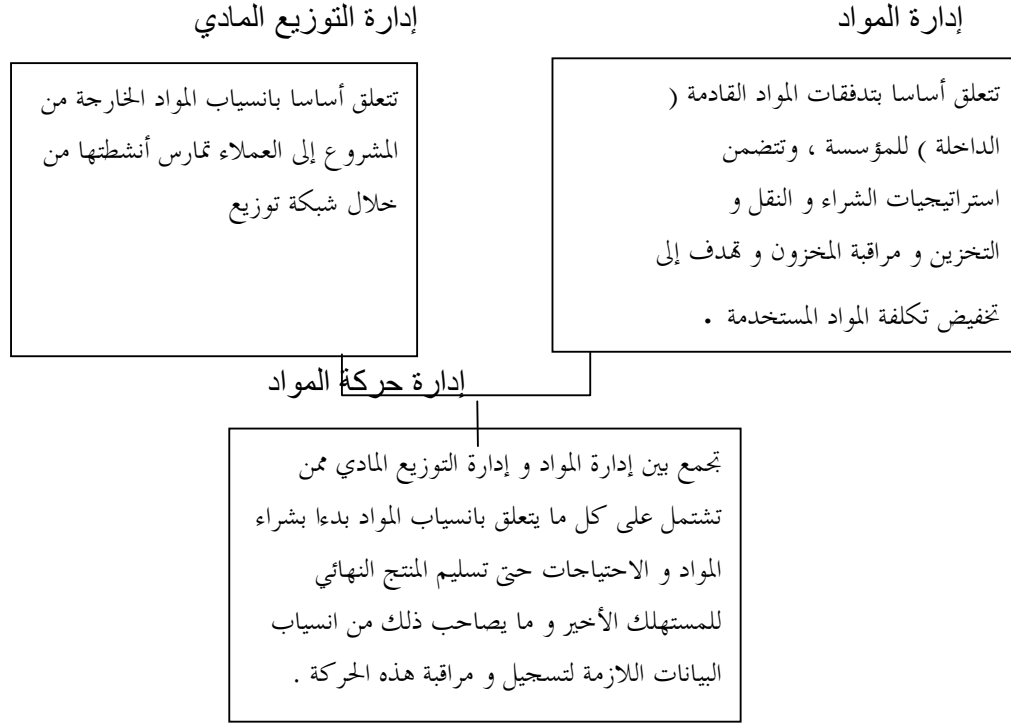 إدارة المواد
تتعلق أساسا بتدفقات المواد القادمة (
الداخلة ) للمؤسسة ، وتتضمن
استراتيجيات الشراء و النقل و
التخزين و مراقبة المخزون و تهدف إلى
تخفيض تكلفة المواد المستخدمة .
إدارة التوزيع المادي
تتعلق أساسا بانسياب المواد الخارجة من
المشروع إلى العملاء تمارس أنشطتها من
خلال شبكة توزيع
إدارة حركة المواد
تجمع بين إدارة المواد و إدارة التوزيع المادي ممن
تشتمل على كل ما يتعلق بانسياب المواد بدءا بشراء
المواد و الاحتياجات حتى تسليم المنتج النهائي
للمستهلك الأخير و ما يصاحب ذلك من انسياب
البيانات اللازمة لتسجيل و مراقبة هذه الحركة .